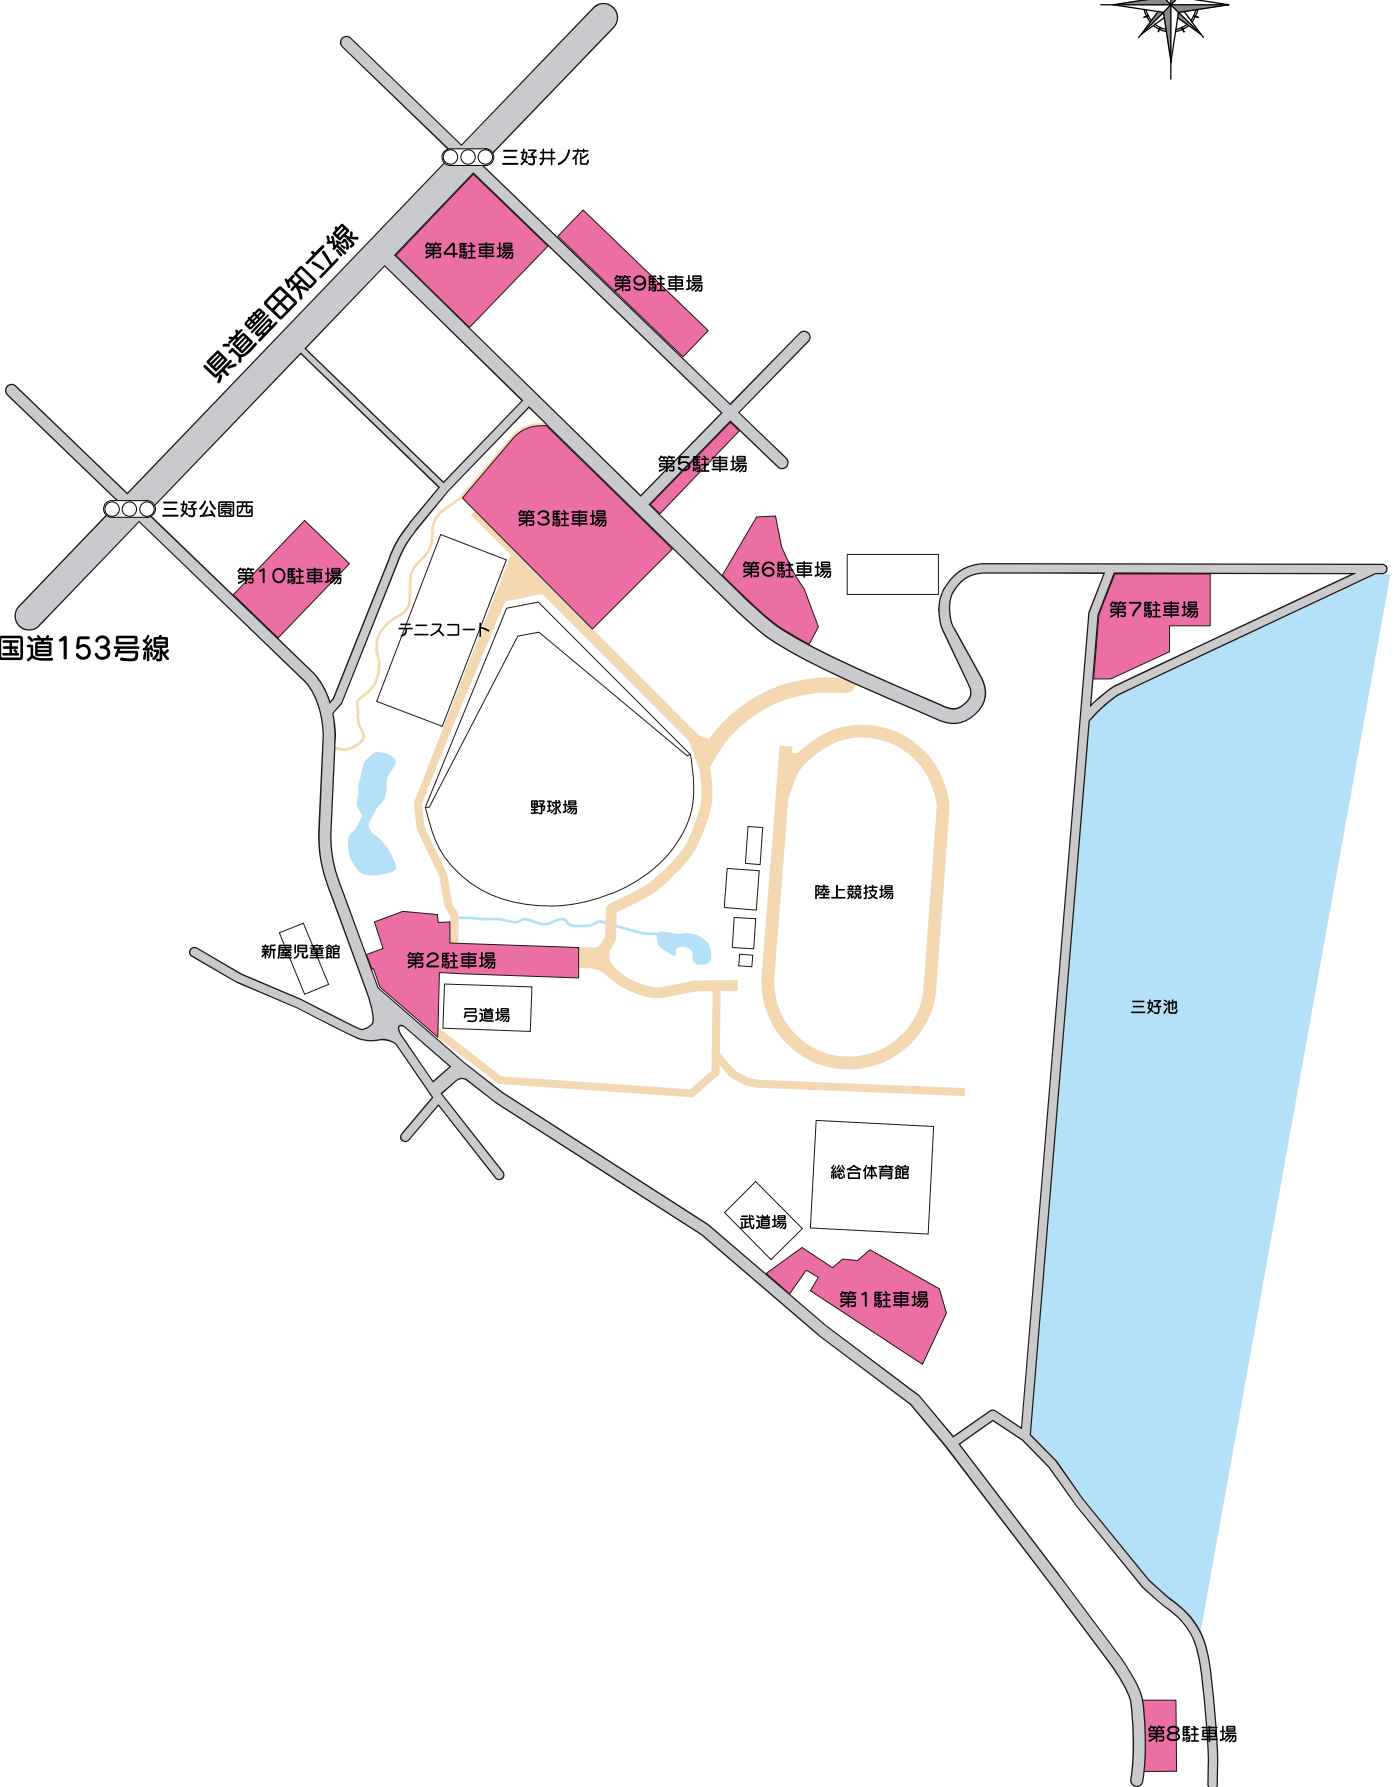 三好井ノ花
県道豊田知立線
第4駐車場
第9駐車場
第5駐車場
三好公園西
第3駐車場
第10駐車場
第6駐車場
第7駐車場
テニスコート
国道153号線
野球場
陸上競技場
新屋児童館
第2駐車場
弓道場
三好池
総合体育館
武道場
第1駐車場
第8駐車場